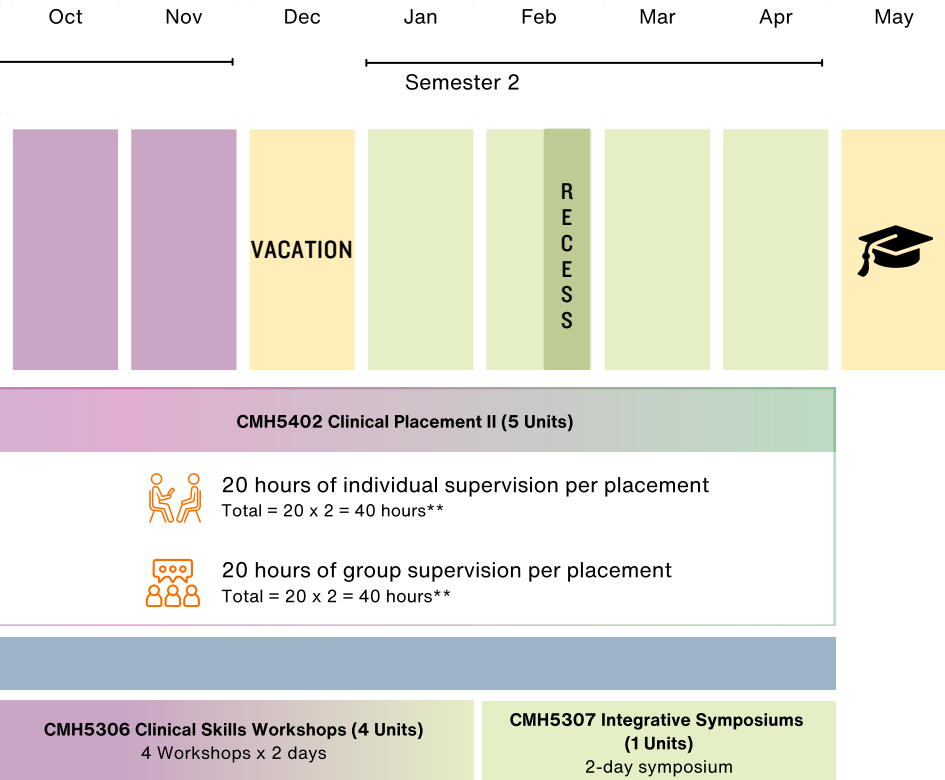 Oct Nov Dec Jan Feb Mar Apr May
Semester 2
VACATION
RECESS
CMH5402 Clinical Placement II (5 Units)
20 hours of individual supervision per placement
Total = 20 x 2 = 40 hours**
20 hours of group supervision per placement
Total = 20 x 2 = 40 hours**
CMH5306 Clinical Skills Workshops (4 Units)
4 Workshops x 2 days
CMH5307 Integrative Symposiums
(1 Units)
2-day symposium